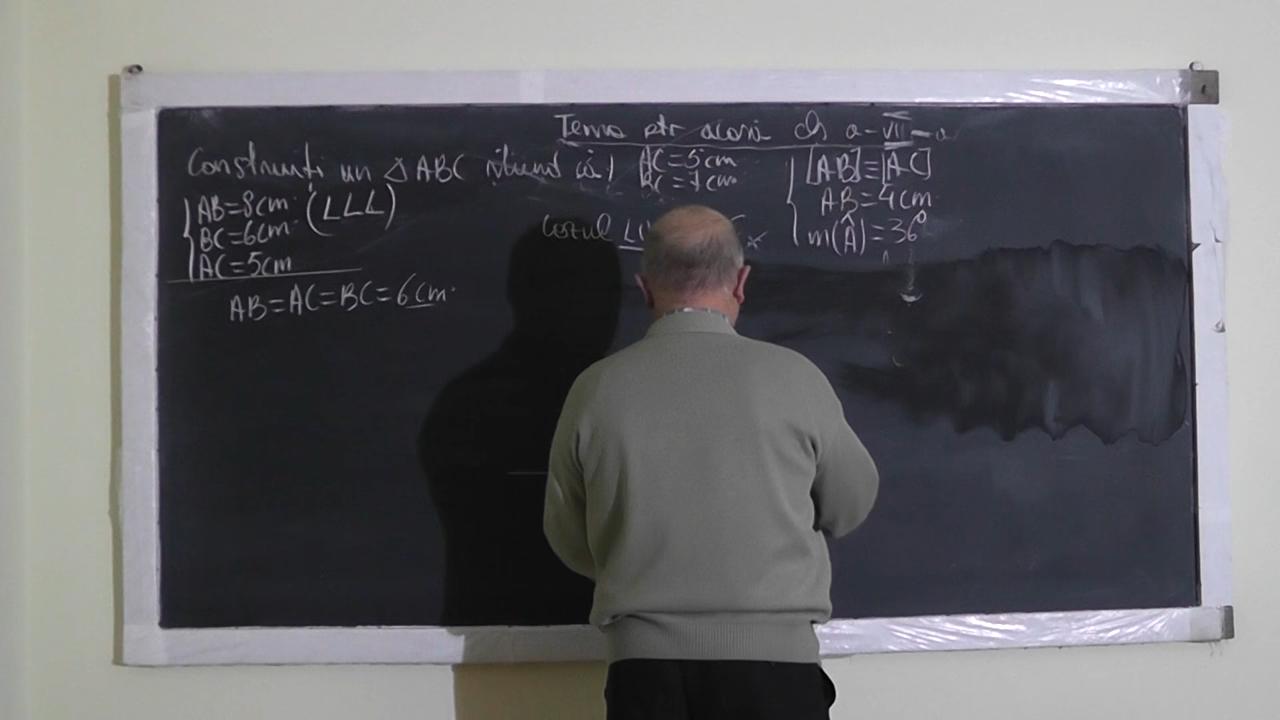 Tema ptr acasă cls a-VII-a
Construiți un △ABC știind că
AB=8cm
BC=6cm
AC=5cm
(LLL)
AB=AC=BC=6cm
AC=5cm
BC=7cm
Cazul
[AB]≡[AC]
AB=4cm
m(Â)=36°